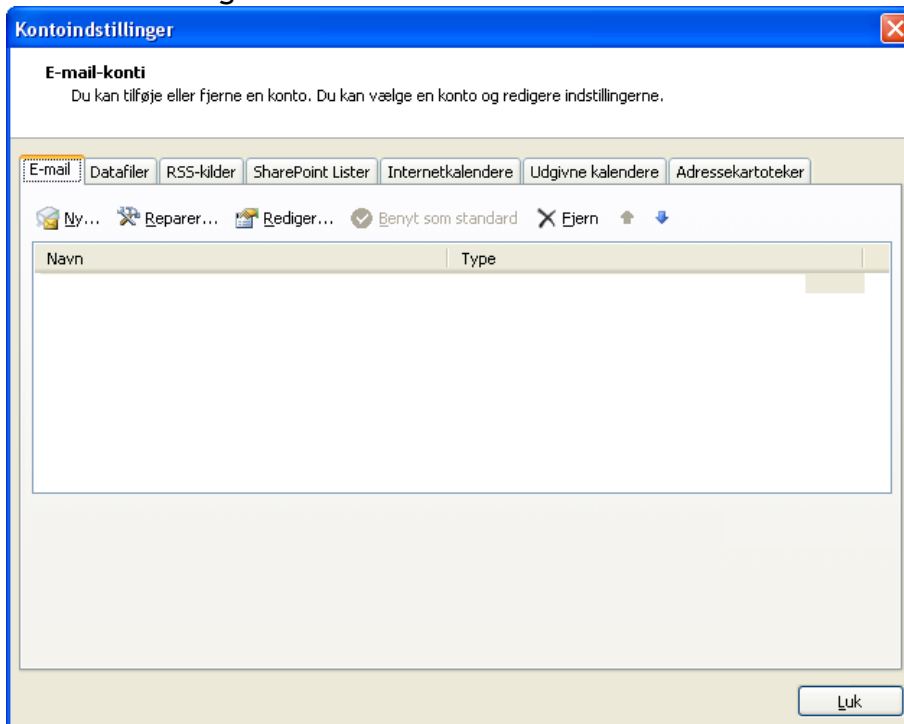 Kontoindstillinger
E-mail-konti
Du kan tilføje eller fjerne en konto. Du kan vælge en konto og redigere indstillingerne.
E-mail Datafiler RSS-kilder SharePoint Lister Internetkalendere Udgivne kalendere Adressekartoteker
Ny... Reparer... Rediger... Benyt som standard Fjern
Navn Type
Luk